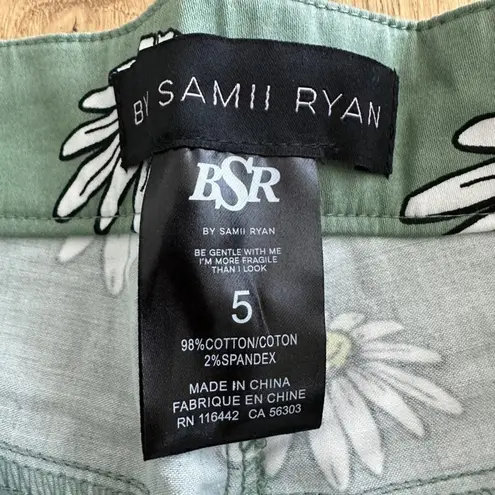 BY SAMII RYAN
BSR
BY SAMII RYAN
BE GENTLE WITH ME
I'M MORE FRAGILE
THAN I LOOK
5
98%COTTON/COTON
2%SPANDEX
MADE IN CHINA
FABRIQUE EN CHINE
RN 116442 CA 56303